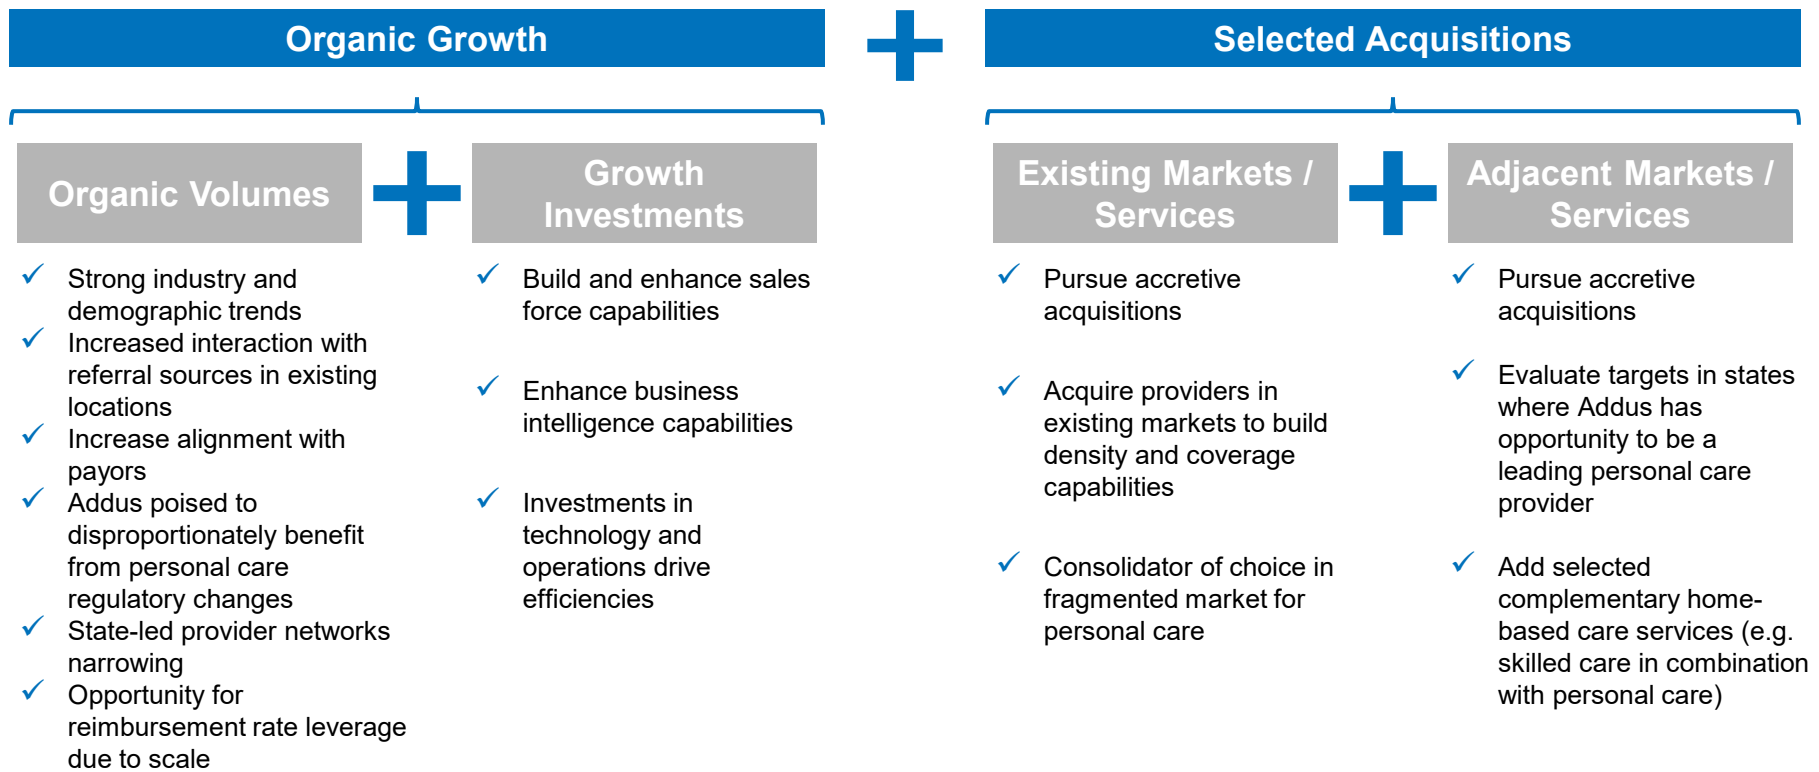 Organic Growth
Selected Acquisitions
Organic Volumes
Growth
Investments
Existing Markets /
Services
Adjacent Markets /
Services
Strong industry and
demographic trends
Increased interaction with
referral sources in existing
locations
Increase alignment with
payors
Addus poised to
disproportionately benefit
from personal care
regulatory changes
State-led provider networks
narrowing
Opportunity for
reimbursement rate leverage
due to scale
Build and enhance sales
force capabilities
Enhance business
intelligence capabilities
Investments in
technology and
operations drive
efficiencies
Pursue accretive
acquisitions
Acquire providers in
existing markets to build
density and coverage
capabilities
Consolidator of choice in
fragmented market for
personal care
Pursue accretive
acquisitions
Evaluate targets in states
where Addus has
opportunity to be a
leading personal care
provider
Add selected
complementary home-
based care services (e.g.
skilled care in combination
with personal care)